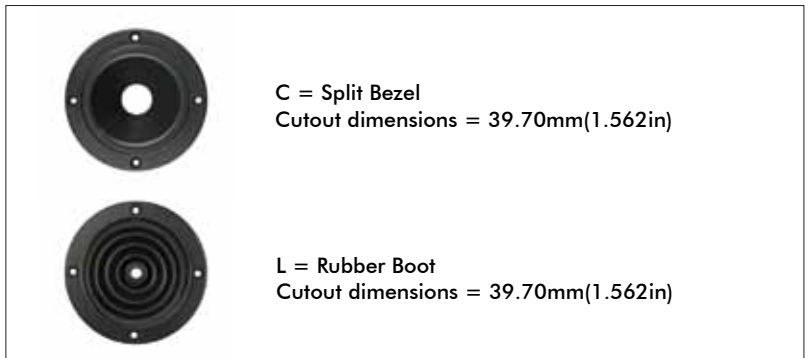 C = Split Bezel
Cutout dimensions = 39.70mm(1.562in)
L = Rubber Boot
Cutout dimensions = 39.70mm(1.562in)